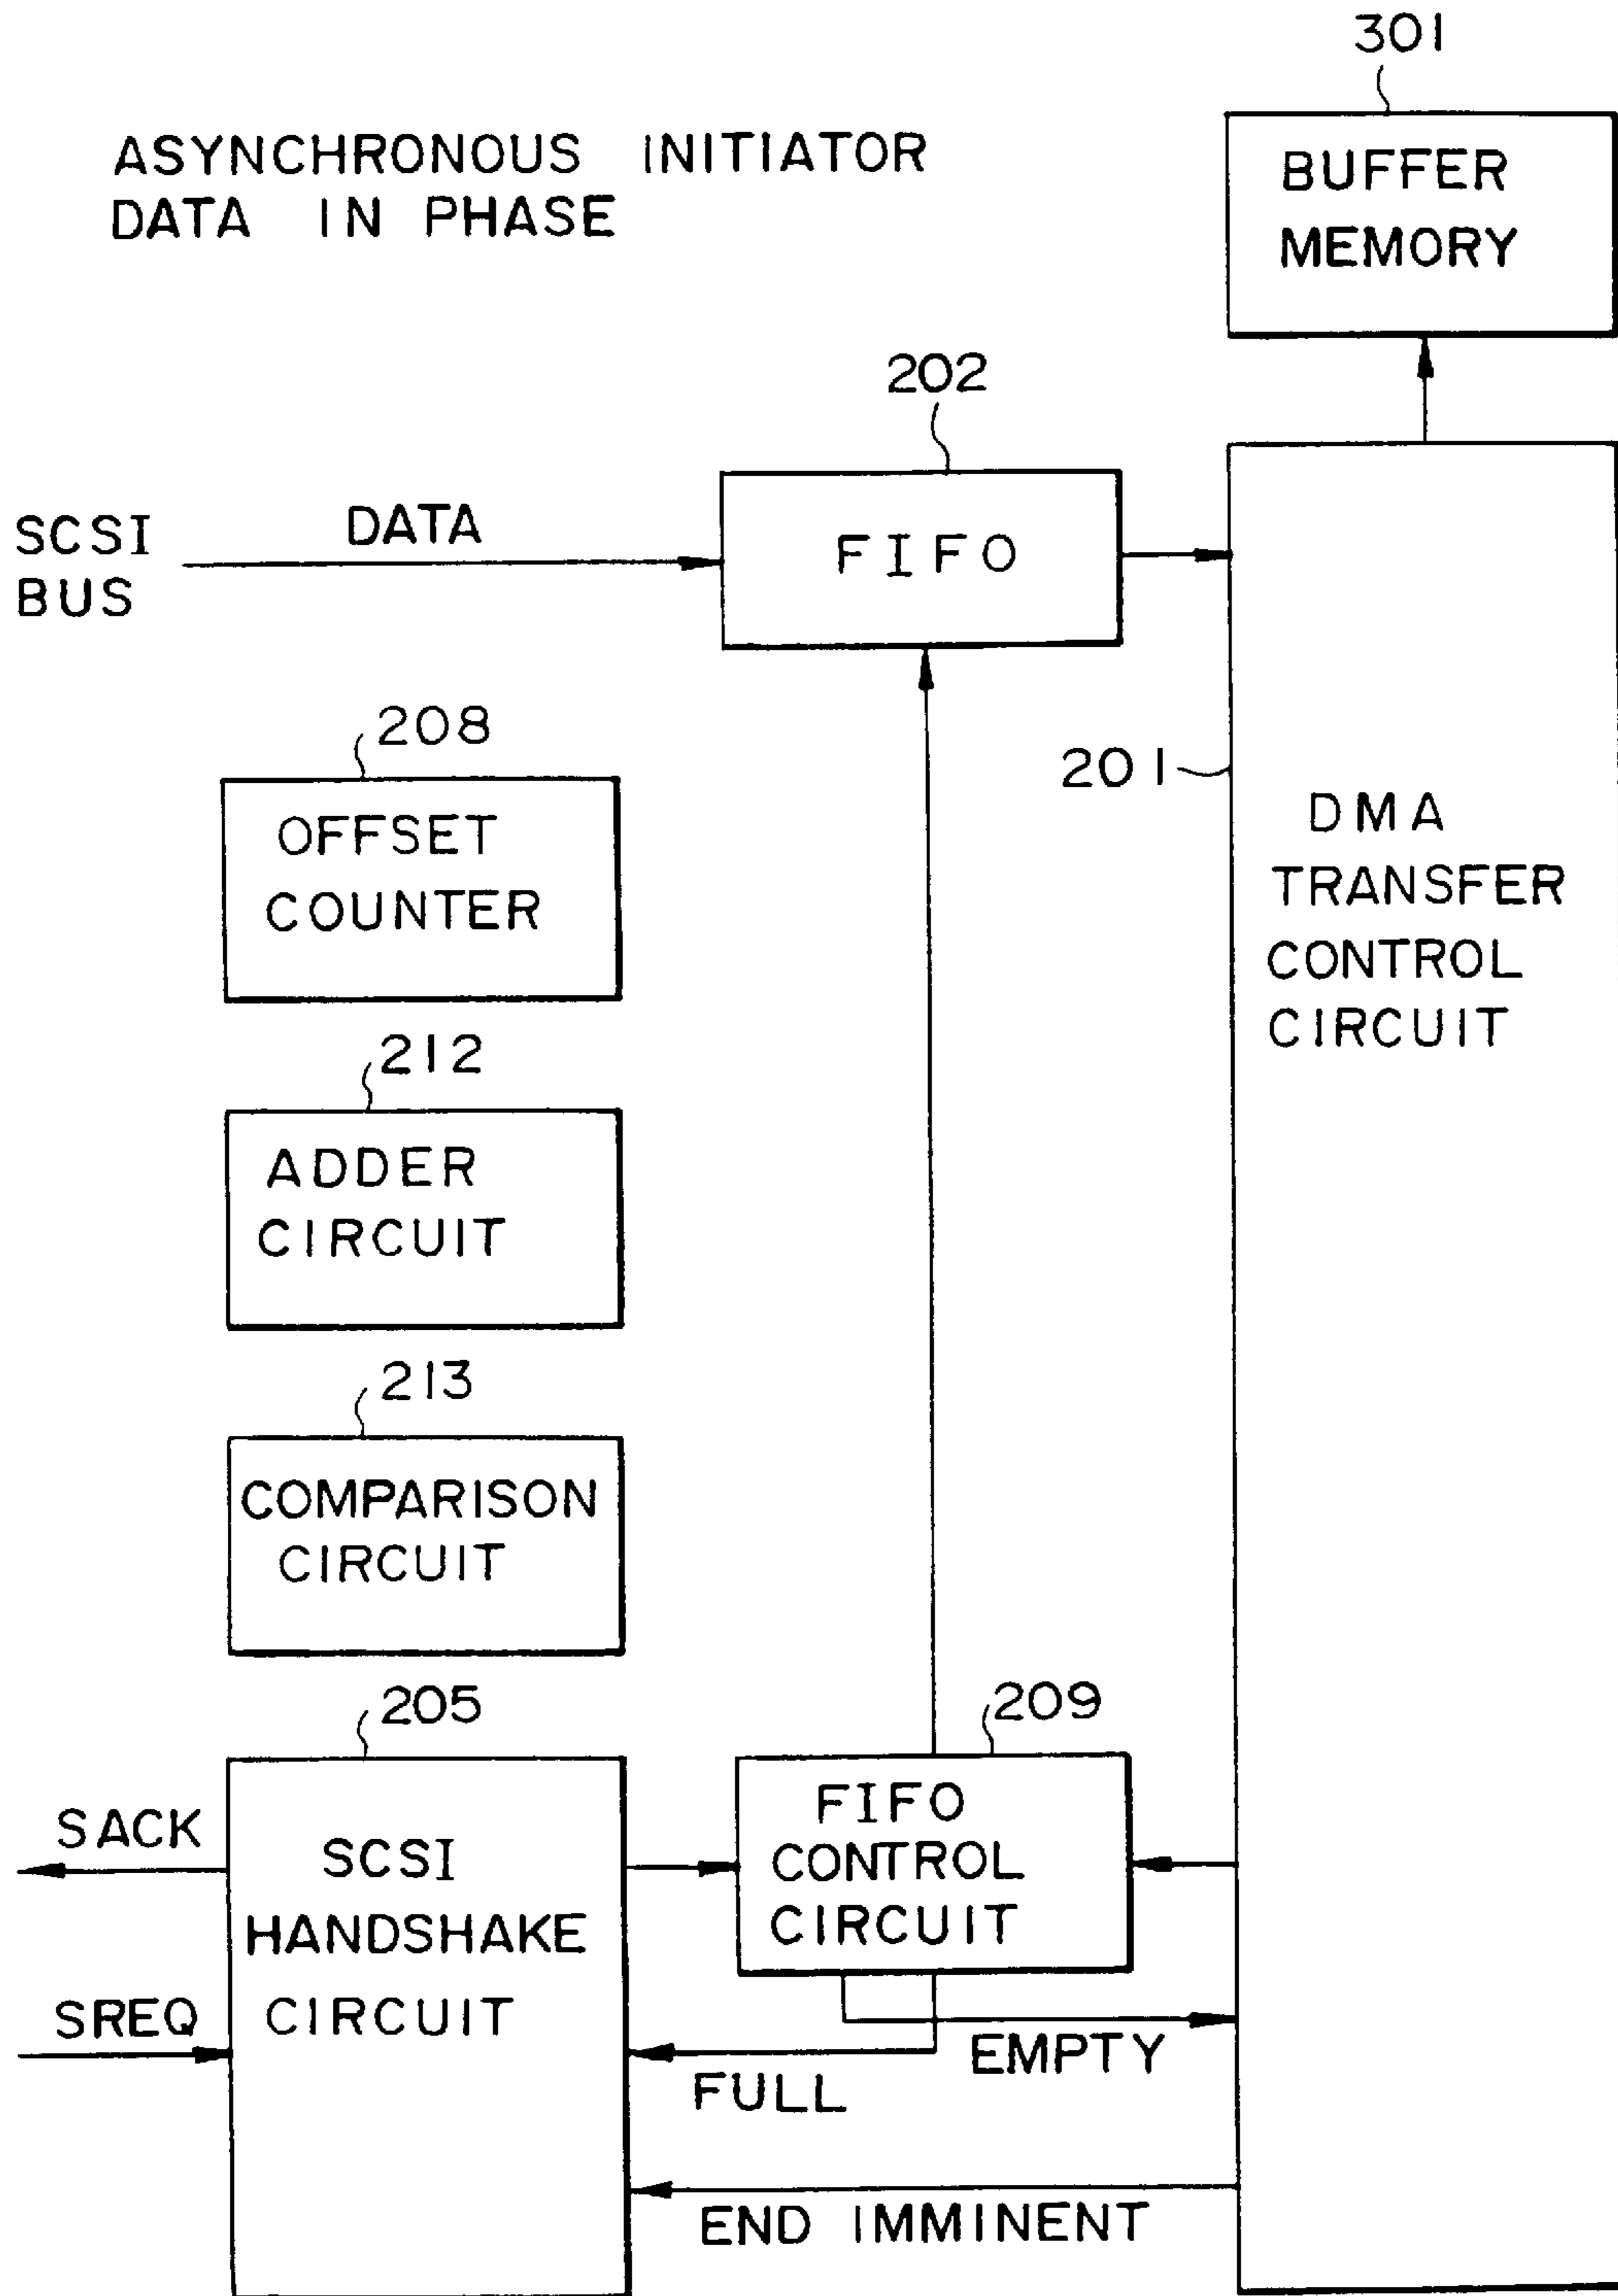 301
ASYNCHRONOUS INITIATOR
DATA IN PHASE
BUFFER
MEMORY
202
SCSI
BUS
DATA
FIFO
208
OFFSET
COUNTER
201
DMA
TRANSFER
CONTROL
CIRCUIT
212
ADDER
CIRCUIT
213
COMPARISON
CIRCUIT
205
209
SACK
SREQ
SCSI
HANDSHAKE
CIRCUIT
FIFO
CONTROL
CIRCUIT
EMPTY
FULL
END IMMINENT